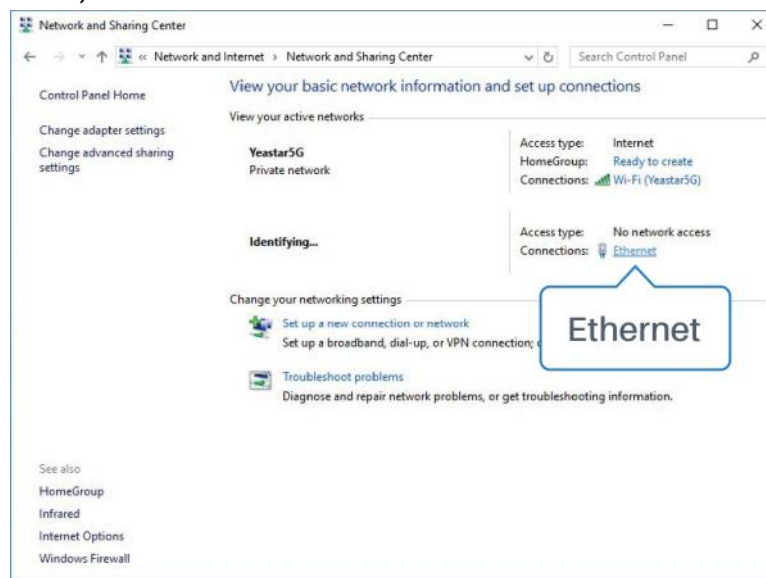 Network and Sharing Center
« Network and Internet › Network and Sharing Center
Search Control Panel
Control Panel Home
Change adapter settings
Change advanced sharing
settings
View your basic network information and set up connections
View your active networks
Yeastar5G
Private network
Access type: Internet
HomeGroup: Ready to create
Connections: Wi-Fi (Yeastar5G)
Identifying...
Access type: No network access
Connections: Ethernet
Ethernet
Change your networking settings
Set up a new connection or network
Set up a broadband, dial-up, or VPN connection;
Troubleshoot problems
Diagnose and repair network problems, or get troubleshooting information.
See also
HomeGroup
Infrared
Internet Options
Windows Firewall